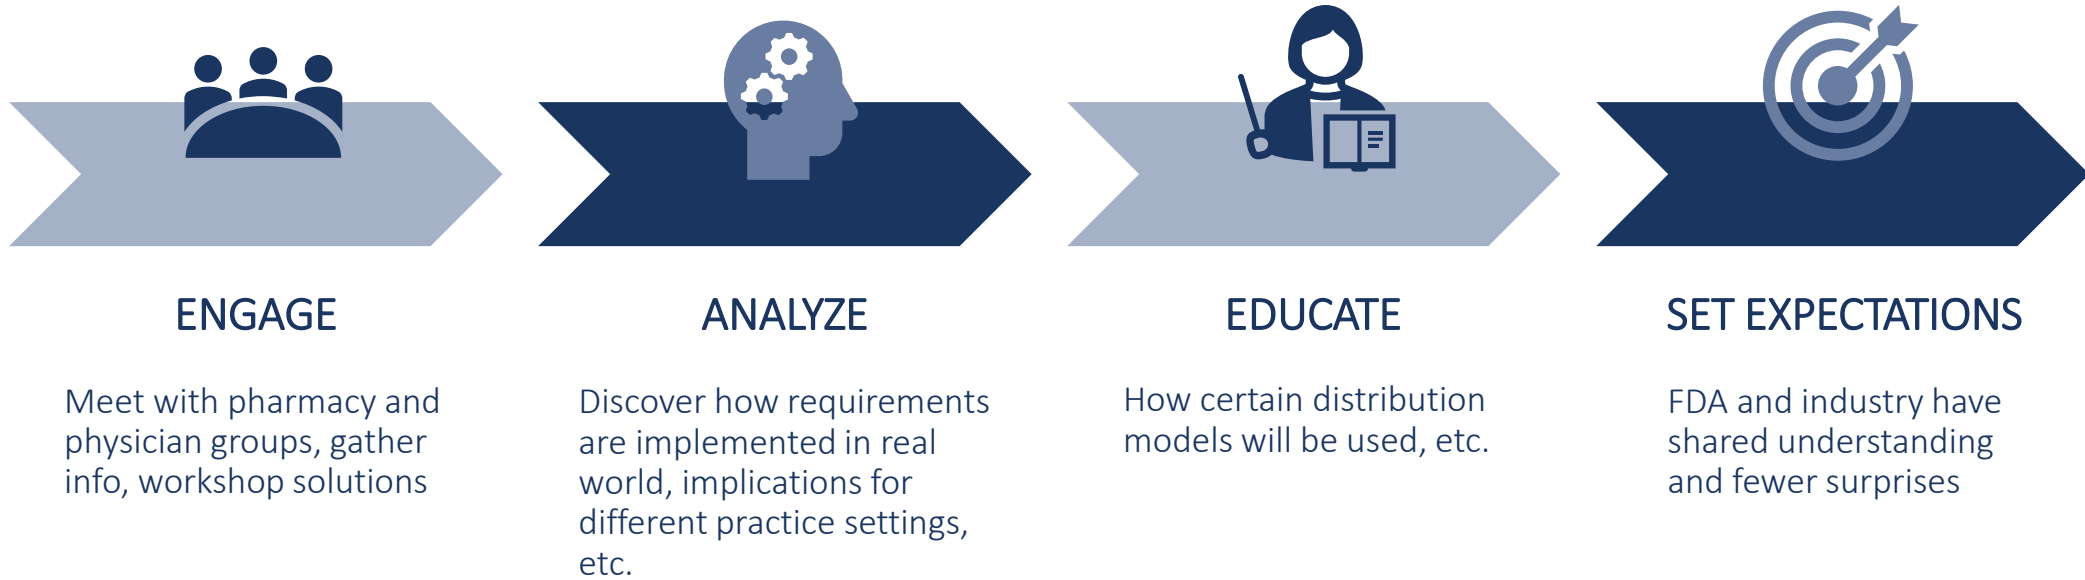 ENGAGE
Meet with pharmacy and
physician groups, gather
info, workshop solutions
ANALYZE
Discover how requirements
are implemented in real
world, implications for
different practice settings,
etc.
EDUCATE
How certain distribution
models will be used, etc.
SET EXPECTATIONS
FDA and industry have
shared understanding
and fewer surprises